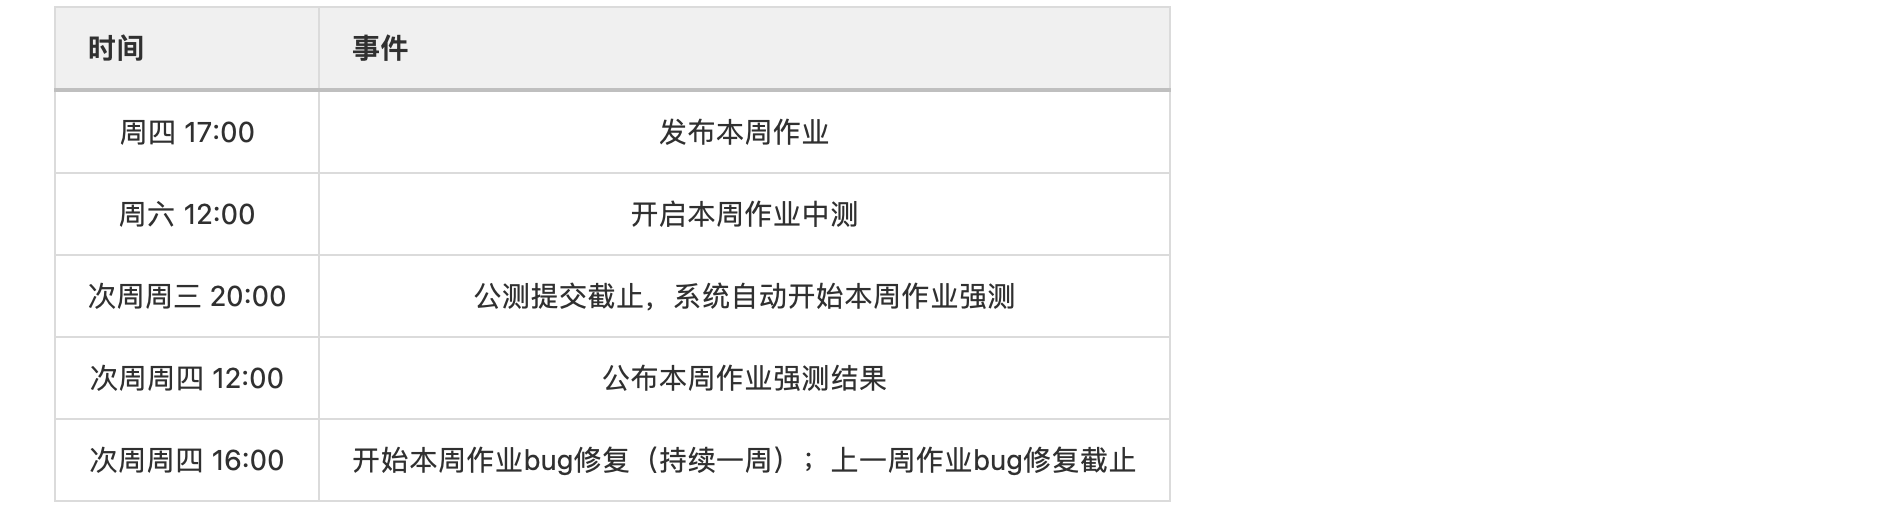 时间 事件
周四 17:00 发布本周作业
周六 12:00 开启本周作业中测
次周周三 20:00 公测提交截止，系统自动开始本周作业强测
次周周四 12:00 公布本周作业强测结果
次周周四 16:00 开始本周作业bug修复（持续一周）；上一周作业bug修复截止